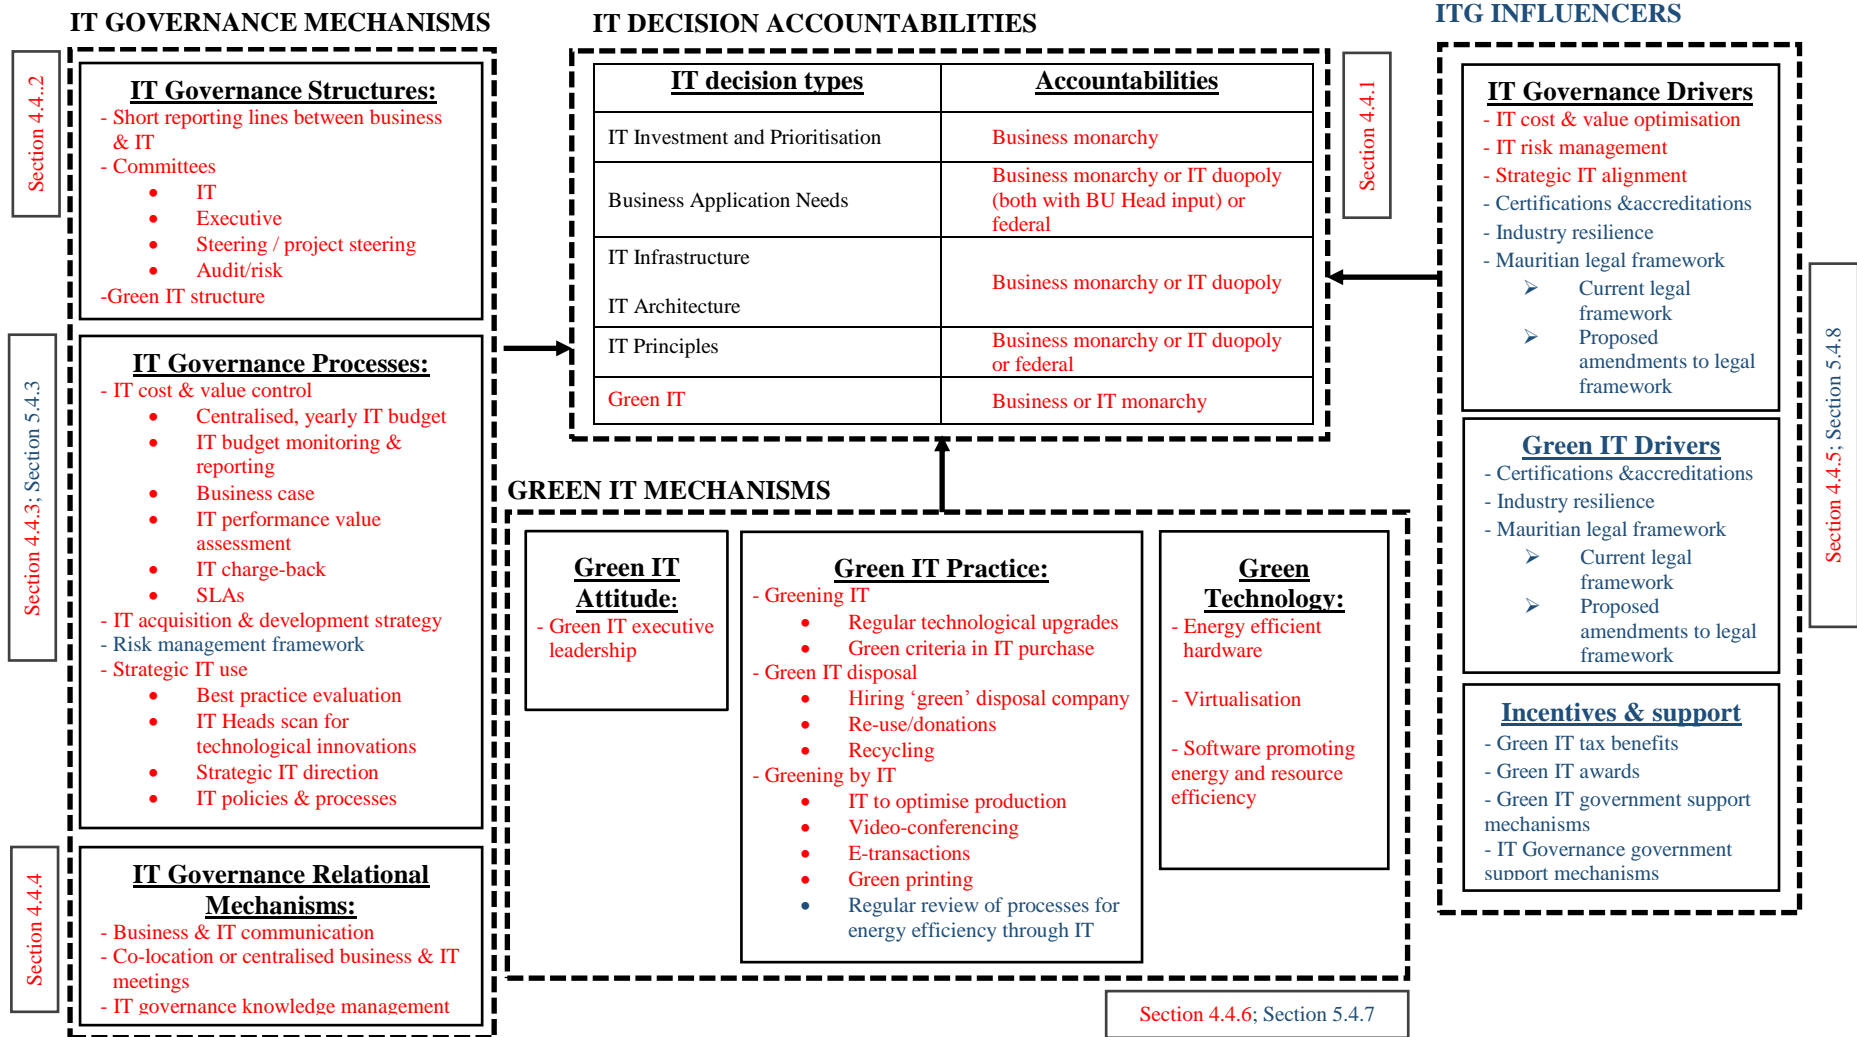 IT GOVERNANCE MECHANISMS
Section 4.4..2
IT Governance Structures:
- Short reporting lines between business
& IT
- Committees
• IT
• Executive
• Steering / project steering
• Audit/risk
-Green IT structure
Section 4.4.3; Section 5.4.3
IT Governance Processes:
- IT cost & value control
• Centralised, yearly IT budget
• IT budget monitoring &
reporting
• Business case
• IT performance value
assessment
• IT charge-back
• SLAs
- IT acquisition & development strategy
- Risk management framework
- Strategic IT use
• Best practice evaluation
• IT Heads scan for
technological innovations
• Strategic IT direction
• IT policies & processes
Section 4.4.4
IT Governance Relational
Mechanisms:
- Business & IT communication
- Co-location or centralised business & IT
meetings
- IT governance knowledge management
IT DECISION ACCOUNTABILITIES
IT decision types
Accountabilities
IT Investment and Prioritisation
Business monarchy
Business Application Needs
Business monarchy or IT duopoly
(both with BU Head input) or
federal
IT Infrastructure
IT Architecture
Business monarchy or IT duopoly
IT Principles
Business monarchy or IT duopoly
or federal
Green IT
Business or IT monarchy
Section 4.4.1
GREEN IT MECHANISMS
Green IT
Attitude:
- Green IT executive
leadership
Green IT Practice:
- Greening IT
• Regular technological upgrades
• Green criteria in IT purchase
- Green IT disposal
• Hiring ‘green’ disposal company
• Re-use/donations
• Recycling
- Greening by IT
• IT to optimise production
• Video-conferencing
• E-transactions
• Green printing
• Regular review of processes for
energy efficiency through IT
Green
Technology:
- Energy efficient
hardware
- Virtualisation
- Software promoting
energy and resource
efficiency
Section 4.4.6; Section 5.4.7
ITG INFLUENCERS
IT Governance Drivers
- IT cost & value optimisation
- IT risk management
- Strategic IT alignment
- Certifications &accreditations
- Industry resilience
- Mauritian legal framework
➢ Current legal
framework
➢ Proposed
amendments to legal
framework
Green IT Drivers
- Certifications &accreditations
- Industry resilience
- Mauritian legal framework
➢ Current legal
framework
➢ Proposed
amendments to legal
framework
Incentives & support
- Green IT tax benefits
- Green IT awards
- Green IT government support
mechanisms
- IT Governance government
support mechanisms
Section 4.4.5; Section 5.4.8